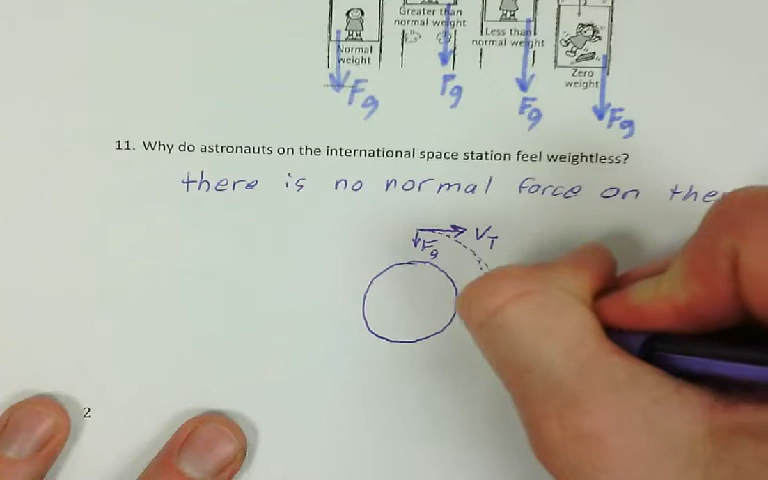 Normal
weight
Greater than
normal weight
Less than
normal weight
Zero
weight
Fg
Fg
Fg
Fg
11. Why do astronauts on the international space station feel weightless?
there is no normal force on the
VT
Fg
2